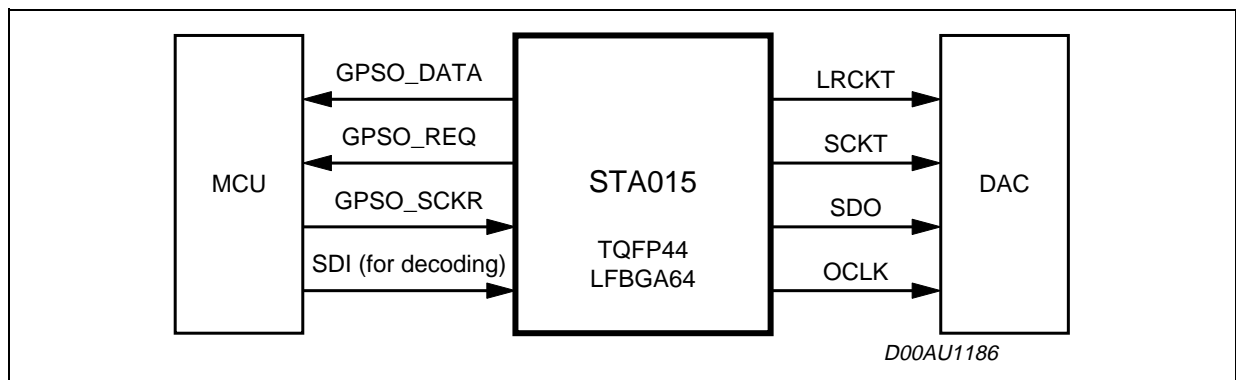 GPSO_DATA
GPSO_REQ
MCU
GPSO_SCKR
SDI (for decoding)
STA015
TQFP44
LFBGA64
LRCKT
SCKT
SDO
OCLK
DAC
D00AU1186